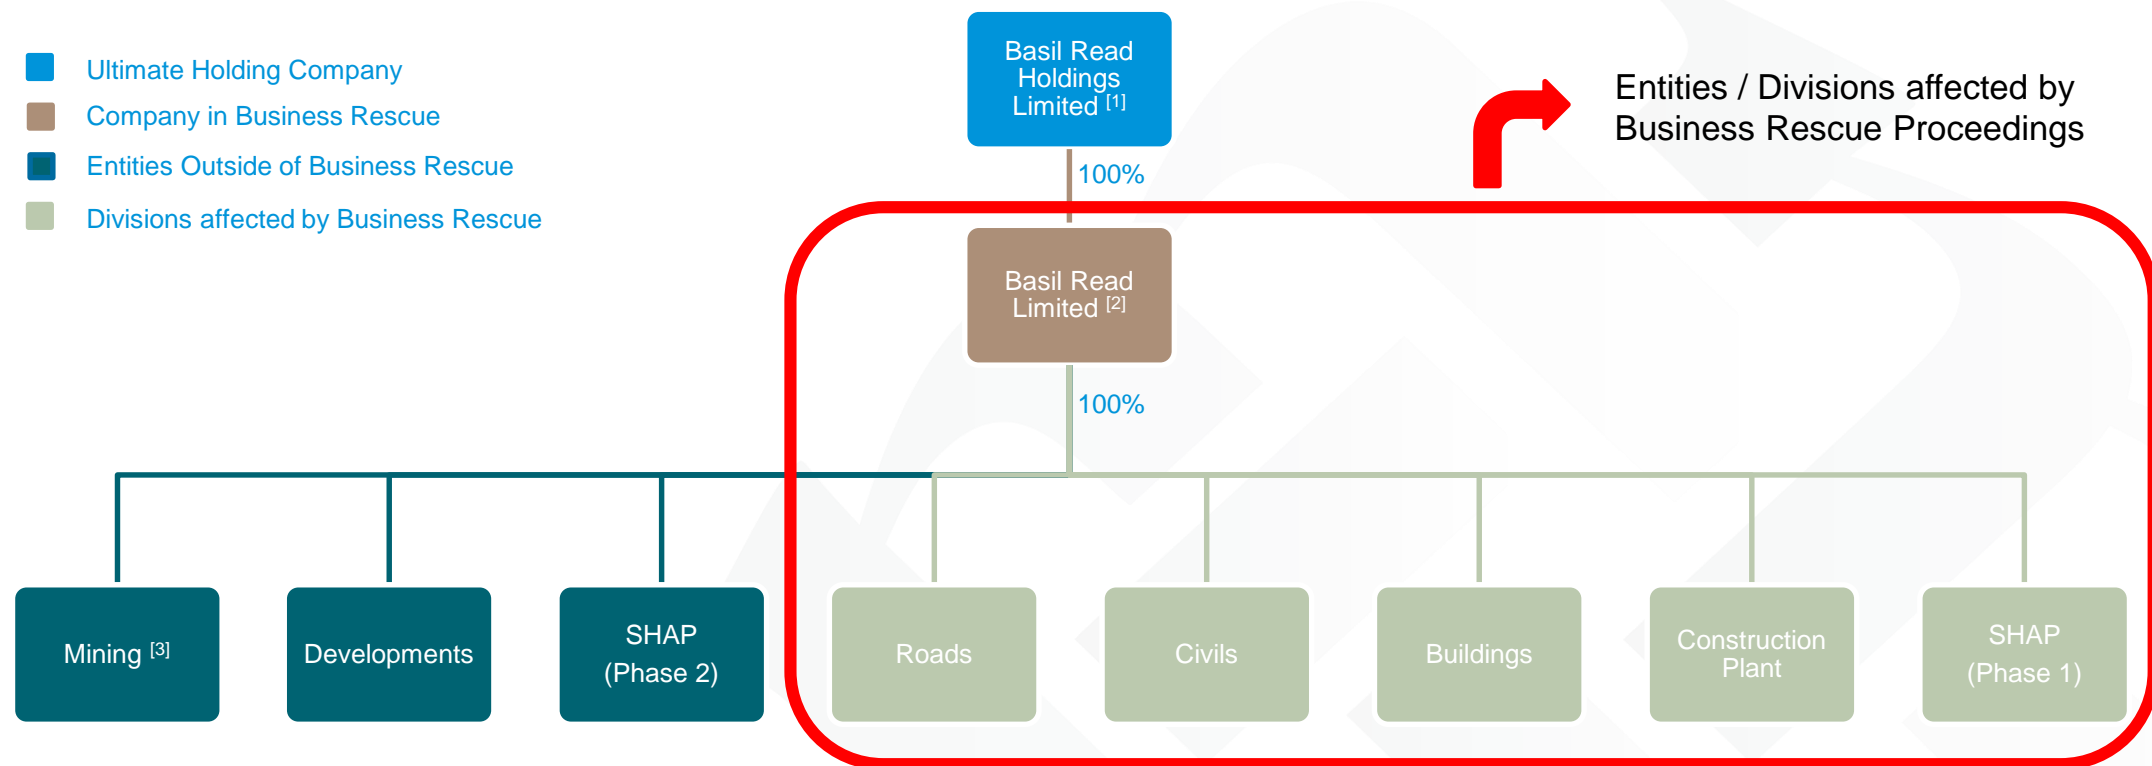 Ultimate Holding Company
Company in Business Rescue
Entities Outside of Business Rescue
Divisions affected by Business Rescue
Basil Read
Holdings
Limited [1]
Entities / Divisions affected by
Business Rescue Proceedings
100%
Basil Read
Limited [2]
100%
Mining [3]
Developments
SHAP
(Phase 2)
Roads
Civils
Buildings
Construction
Plant
SHAP
(Phase 1)